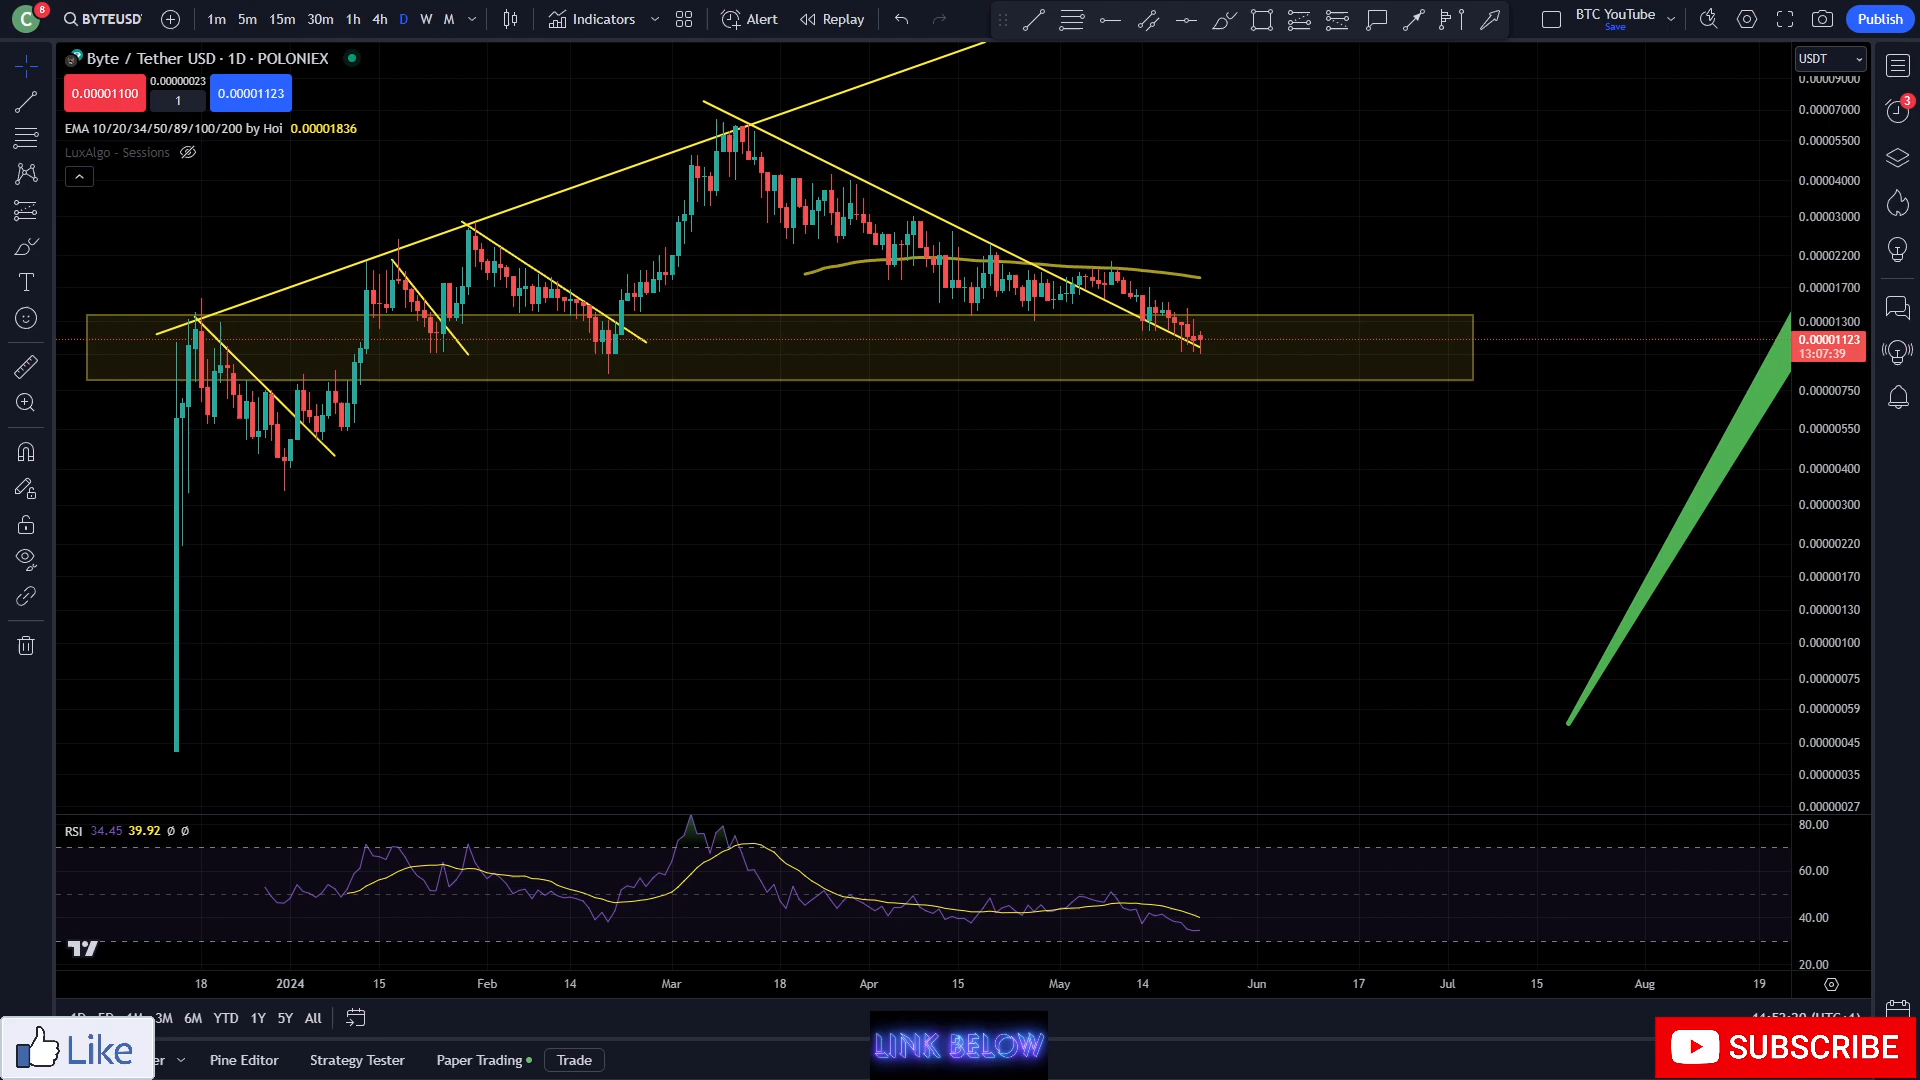 C 8 BYTEUSD 1m 5m 15m 30m 1h 4h D W M Indicators Alert Replay BTC YouTube Save Publish
Byte / Tether USD · 1D · POLONIEX USDT
0.00001100 0.00000023 1 0.00001123
EMA 10/20/34/50/89/100/200 by Hoi 0.00001836
LuxAlgo - Sessions
3
0.00009000
0.00007000
0.00005500
0.00004000
0.00003000
0.00002200
0.00001700
0.00001300
0.00001123
13:07:39
0.00000750
0.00000550
0.00000400
0.00000300
0.00000220
0.00000170
0.00000130
0.00000100
0.00000075
0.00000059
0.00000045
0.00000035
0.00000027
RSI 34.45 39.92 Ø Ø
80.00
60.00
40.00
20.00
18 2024 15 Feb 14 Mar 18 Apr 15 May 14 Jun 17 Jul 15 Aug 19
3M 6M YTD 1Y 5Y All
Like
er Pine Editor Strategy Tester Paper Trading Trade
LINK BELOW
SUBSCRIBE